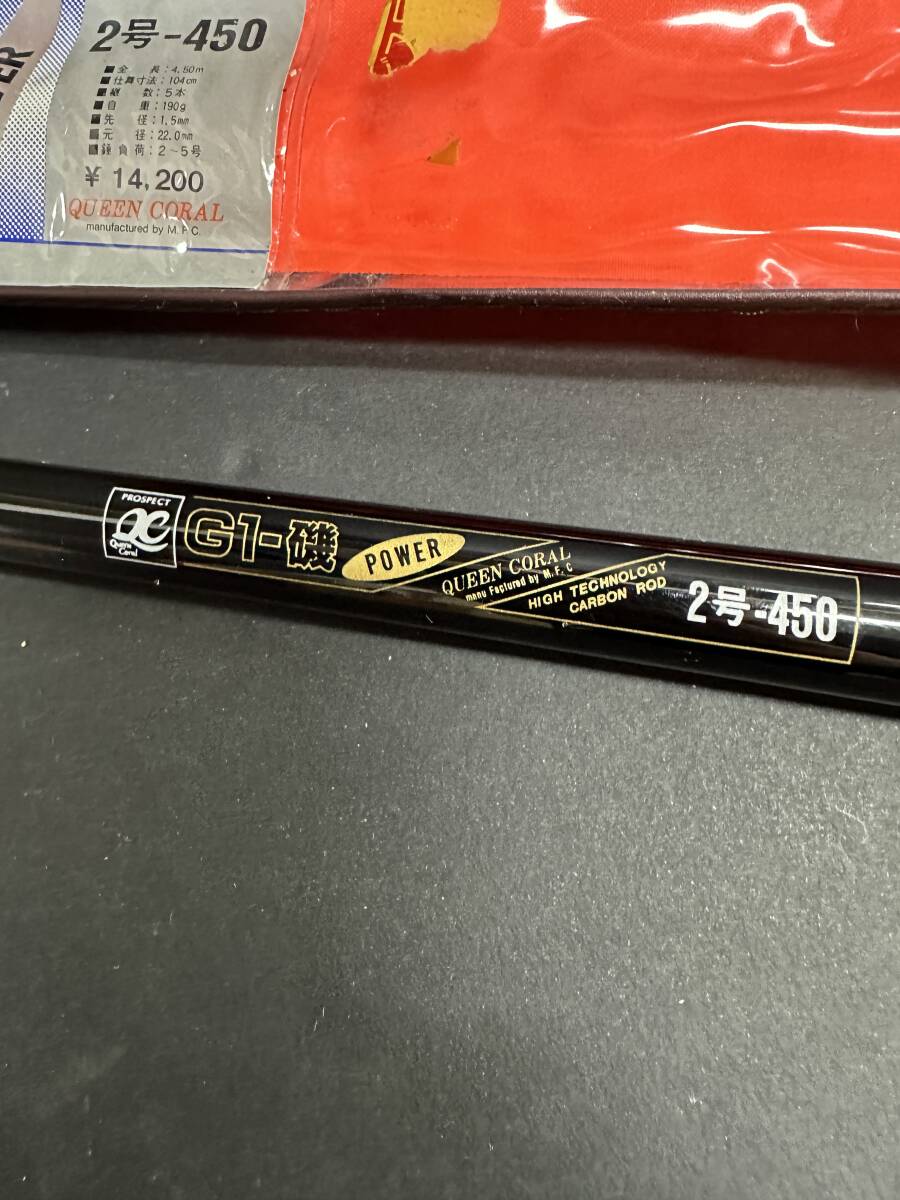 2号-450
■全長:4.50m
■仕舞寸法:104cm
■継数:5本
■自重:190g
■先径:1.5mm
■元径:22.0mm
■錘負荷:2~5号
¥14,200
QUEEN CORAL
manufactured by M.F.C.
PROSPECT
QC
Queen
Coral
G1-磯
POWER
QUEEN CORAL
manu Factured by M.F.C
HIGH TECHNOLOGY
CARBON ROD
2号-450